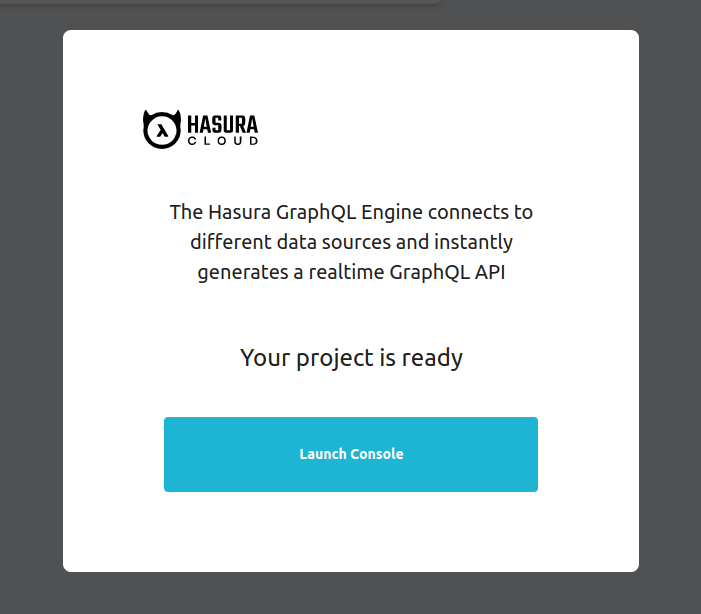 HASURA
CLOUD
The Hasura GraphQL Engine connects to
different data sources and instantly
generates a realtime GraphQL API
Your project is ready
Launch Console